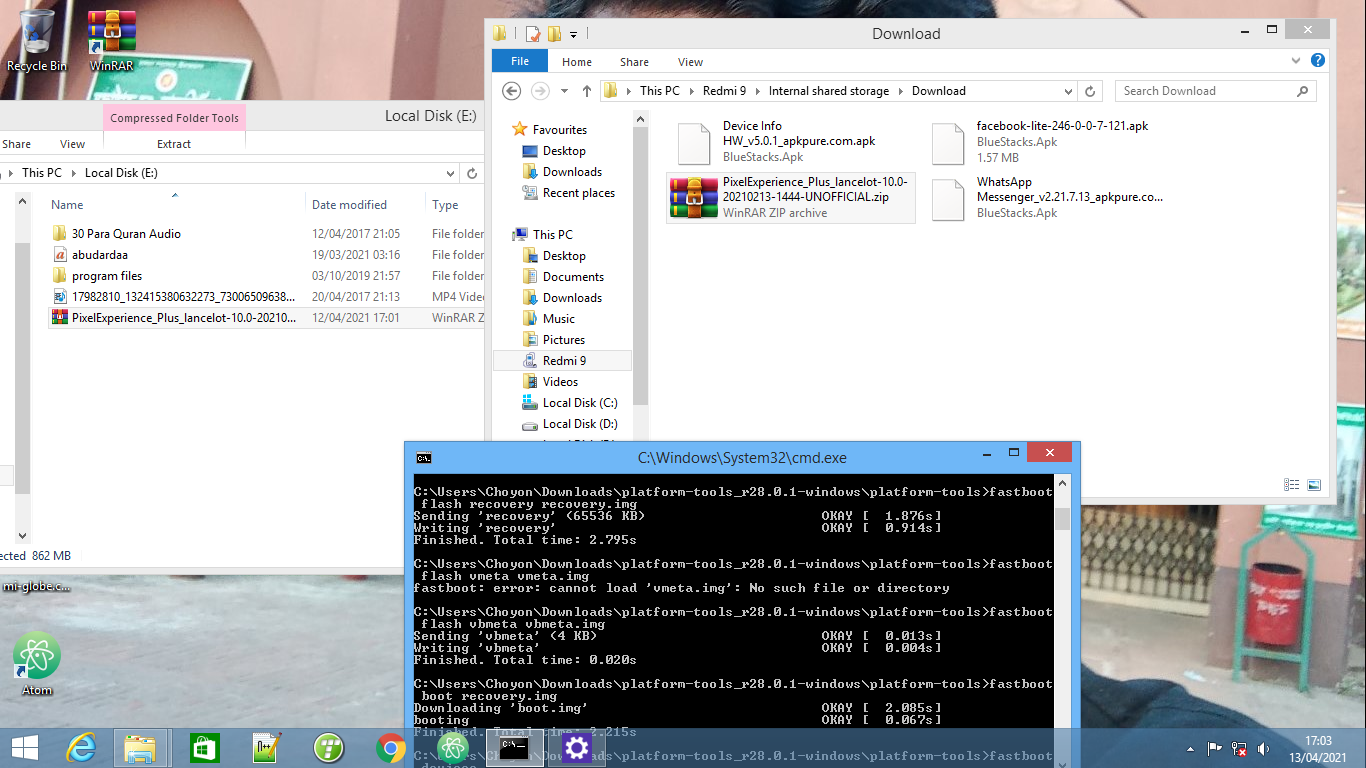 Recycle Bin
WinRAR
Compressed Folder Tools
Local Disk (E:)
Share
View
Extract
This PC
Local Disk (E:)
Name
Date modified
Type
30 Para Quran Audio
12/04/2017 21:05
File folder
abudardaa
19/03/2021 03:16
File folder
program files
03/10/2019 21:57
File folder
17982810_132415380632273_73006509638...
20/04/2017 21:13
MP4 Video
PixelExperience_Plus_lancelot-10.0-20210...
12/04/2021 17:01
WinRAR Z
ected 862 MB
mi-globe.c...
Atom
Download
File
Home
Share
View
This PC
Redmi 9
Internal shared storage
Download
Search Download
Favourites
Desktop
Downloads
Recent places
This PC
Desktop
Documents
Downloads
Music
Pictures
Redmi 9
Videos
Local Disk (C:)
Local Disk (D:)
Device Info
HW_v5.0.1_apkpure.com.apk
BlueStacks.Apk
facebook-lite-246-0-0-7-121.apk
BlueStacks.Apk
1.57 MB
PixelExperience_Plus_lancelot-10.0-
20210213-1444-UNOFFICIAL.zip
WinRAR ZIP archive
WhatsApp
Messenger_v2.21.7.13_apkpure.co...
BlueStacks.Apk
C:\Windows\System32\cmd.exe
C:\Users\Choyon\Downloads\platform-tools_r28.0.1-windows\platform-tools>fastboot
flash recovery recovery.img
Sending 'recovery' (65536 KB) OKAY [ 1.876s]
Writing 'recovery' OKAY [ 0.914s]
Finished. Total time: 2.795s
C:\Users\Choyon\Downloads\platform-tools_r28.0.1-windows\platform-tools>fastboot
flash vmeta vmeta.img
fastboot: error: cannot load 'vmeta.img': No such file or directory
C:\Users\Choyon\Downloads\platform-tools_r28.0.1-windows\platform-tools>fastboot
flash vbmeta vbmeta.img
Sending 'vbmeta' (4 KB) OKAY [ 0.013s]
Writing 'vbmeta' OKAY [ 0.004s]
Finished. Total time: 0.020s
C:\Users\Choyon\Downloads\platform-tools_r28.0.1-windows\platform-tools>fastboot
boot recovery.img
Downloading 'boot.img' OKAY [ 2.085s]
booting OKAY [ 0.067s]
Finished. Total time: 2.215s
C:\Users\Choyon\Downloads\platform-tools_r28.0.1-windows\platform-tools>fastboot
devices
17:03
13/04/2021